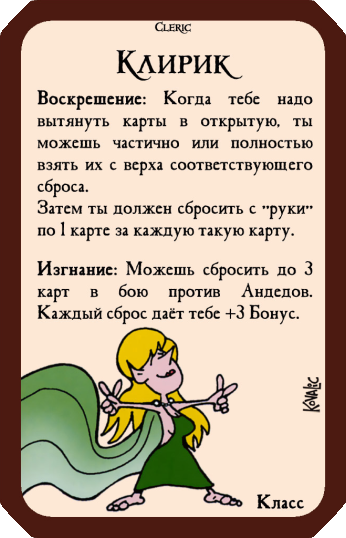 Cleric
Клирик
Воскрешение: Когда тебе надо
вытянуть карты в открытую, ты
можешь частично или полностью
взять их с верха соответствующего
сброса.
Затем ты должен сбросить с "руки"
по 1 карте за каждую такую карту.
Изгнание: Можешь сбросить до 3
карт в бою против Андедов.
Каждый сброс даёт тебе +3 Бонус.
Kovalic
Класс